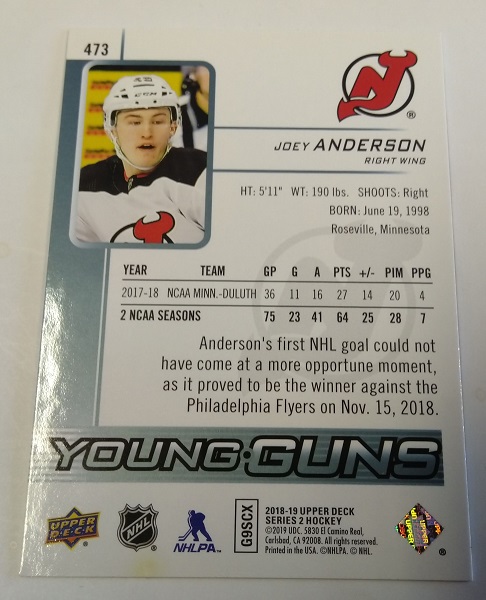 473
®
JOEY ANDERSON
RIGHT WING
HT: 5'11" WT: 190 lbs. SHOOTS: Right
BORN: June 19, 1998
Roseville, Minnesota
YEAR TEAM GP G A PTS +/- PIM PPG
2017-18 NCAA MINN.-DULUTH 36 11 16 27 14 20 4
2 NCAA SEASONS 75 23 41 64 25 28 7
Anderson's first NHL goal could not
have come at a more opportune moment,
as it proved to be the winner against the
Philadelphia Flyers on Nov. 15, 2018.
YOUNG·GUNS
UPPER
DECK
NHL
NHLPA
G9SCX
2018-19 UPPER DECK
SERIES 2 HOCKEY
©2019 UDC. 5830 El Camino Real,
Carlsbad, CA 92008. All rights reserved.
Printed in the USA. ©NHLPA. © NHL.
®